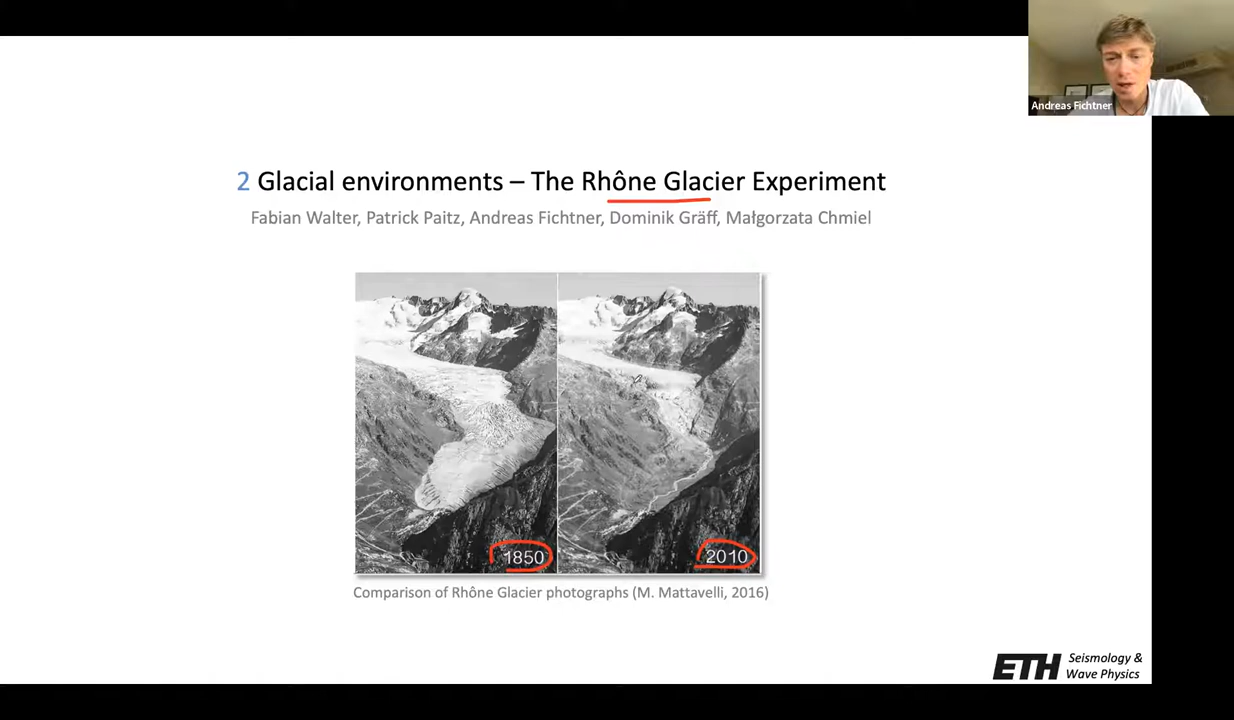 Andreas Fichtner
2 Glacial environments – The Rhône Glacier Experiment
Fabian Walter, Patrick Paitz, Andreas Fichtner, Dominik Gräff, Małgorzata Chmiel
1850
2010
Comparison of Rhône Glacier photographs (M. Mattavelli, 2016)
ETH
Seismology &
Wave Physics